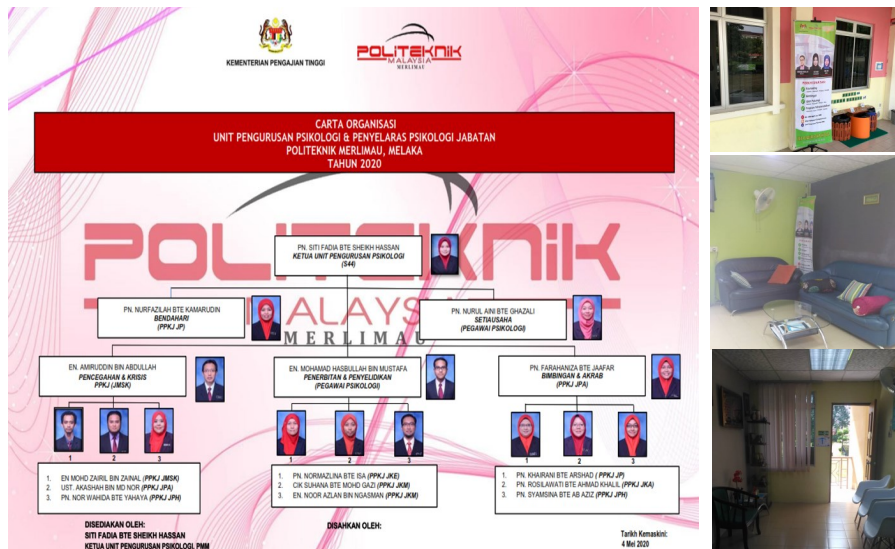 KEMENTERIAN PENGAJIAN TINGGI
POLITEKNIK
MALAYSIA
MERLIMAU
CARTA ORGANISASI
UNIT PENGURUSAN PSIKOLOGI & PENYELARAS PSIKOLOGI JABATAN
POLITEKNIK MERLIMAU, MELAKA
TAHUN 2020
POLITEKNIK
MALAYSIA
MERLIMAU
PN. SITI FADIA BTE SHEIKH HASSAN
KETUA UNIT PENGURUSAN PSIKOLOGI
(S44)
PN. NURFAZILAH BTE KAMARUDIN
BENDAHARI
(PPKJ JP)
PN. NURUL AINI BTE GHAZALI
SETIAUSAHA
(PEGAWAI PSIKOLOGI)
EN. AMIRUDDIN BIN ABDULLAH
PENCEGAHAN & KRISIS
PPKJ (JMSK)
EN. MOHAMAD HASBULLAH BIN MUSTAFA
PENERBITAN & PENYELIDIKAN
(PEGAWAI PSIKOLOGI)
PN. FARAHANIZA BTE JAAFAR
BIMBINGAN & AKRAB
(PPKJ JPA)
1 2 3
1 2 3
1 2 3
1. EN MOHD ZAIRIL BIN ZAINAL (PPKJ JMSK)
2. UST. AKASHAH BIN MD NOR (PPKJ JPA)
3. PN. NOR WAHIDA BTE YAHAYA (PPKJ JPH)
1. PN. NORMAZLINA BTE ISA (PPKJ JKE)
2. CIK SUHANA BTE MOHD GAZI (PPKJ JKM)
3. EN. NOOR AZLAN BIN NGASMAN (PPKJ JKM)
1. PN. KHAIRANI BTE ARSHAD ( PPKJ JP)
2. PN. ROSILAWATI BTE AHMAD KHALIL (PPKJ JKA)
3. PN. SYAMSINA BTE AB AZIZ (PPKJ JPH)
DISEDIAKAN OLEH:
SITI FADIA BTE SHEIKH HASSAN
KETUA UNIT PENGURUSAN PSIKOLOGI, PMM
DISAHKAN OLEH:
Tarikh Kemaskini:
4 Mei 2020